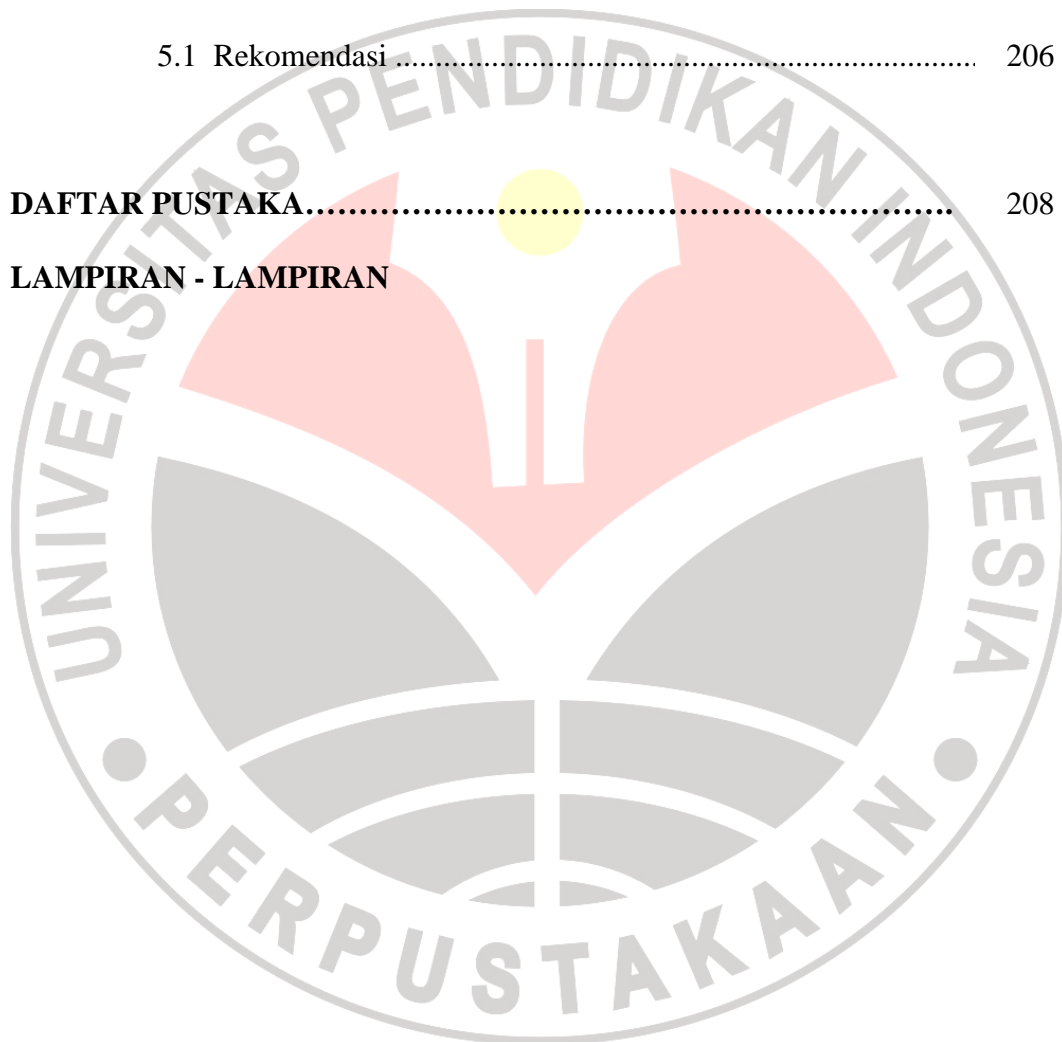 5.1 Rekomendasi ........................................................................ 206
DAFTAR PUSTAKA………………………………………………….. 208
LAMPIRAN - LAMPIRAN
UNIVERSITAS PENDIDIKAN INDONESIA
PERPUSTAKAAN